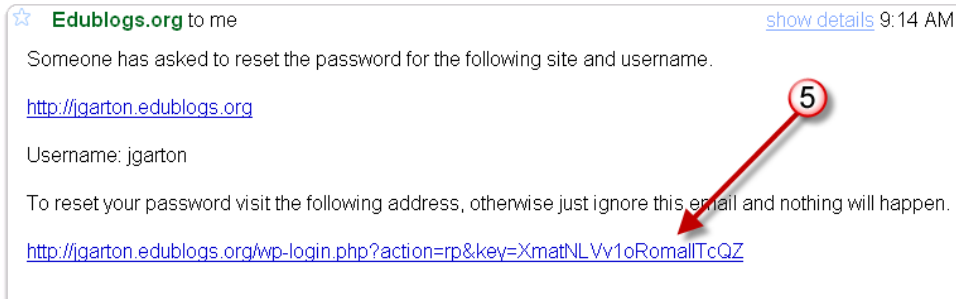 Edublogs.org to me show details 9:14 AM
Someone has asked to reset the password for the following site and username.
http://jgarton.edublogs.org
5
Username: jgarton
To reset your password visit the following address, otherwise just ignore this email and nothing will happen.
http://jgarton.edublogs.org/wp-login.php?action=rp&key=XmatNLVv1oRomallTcQZ